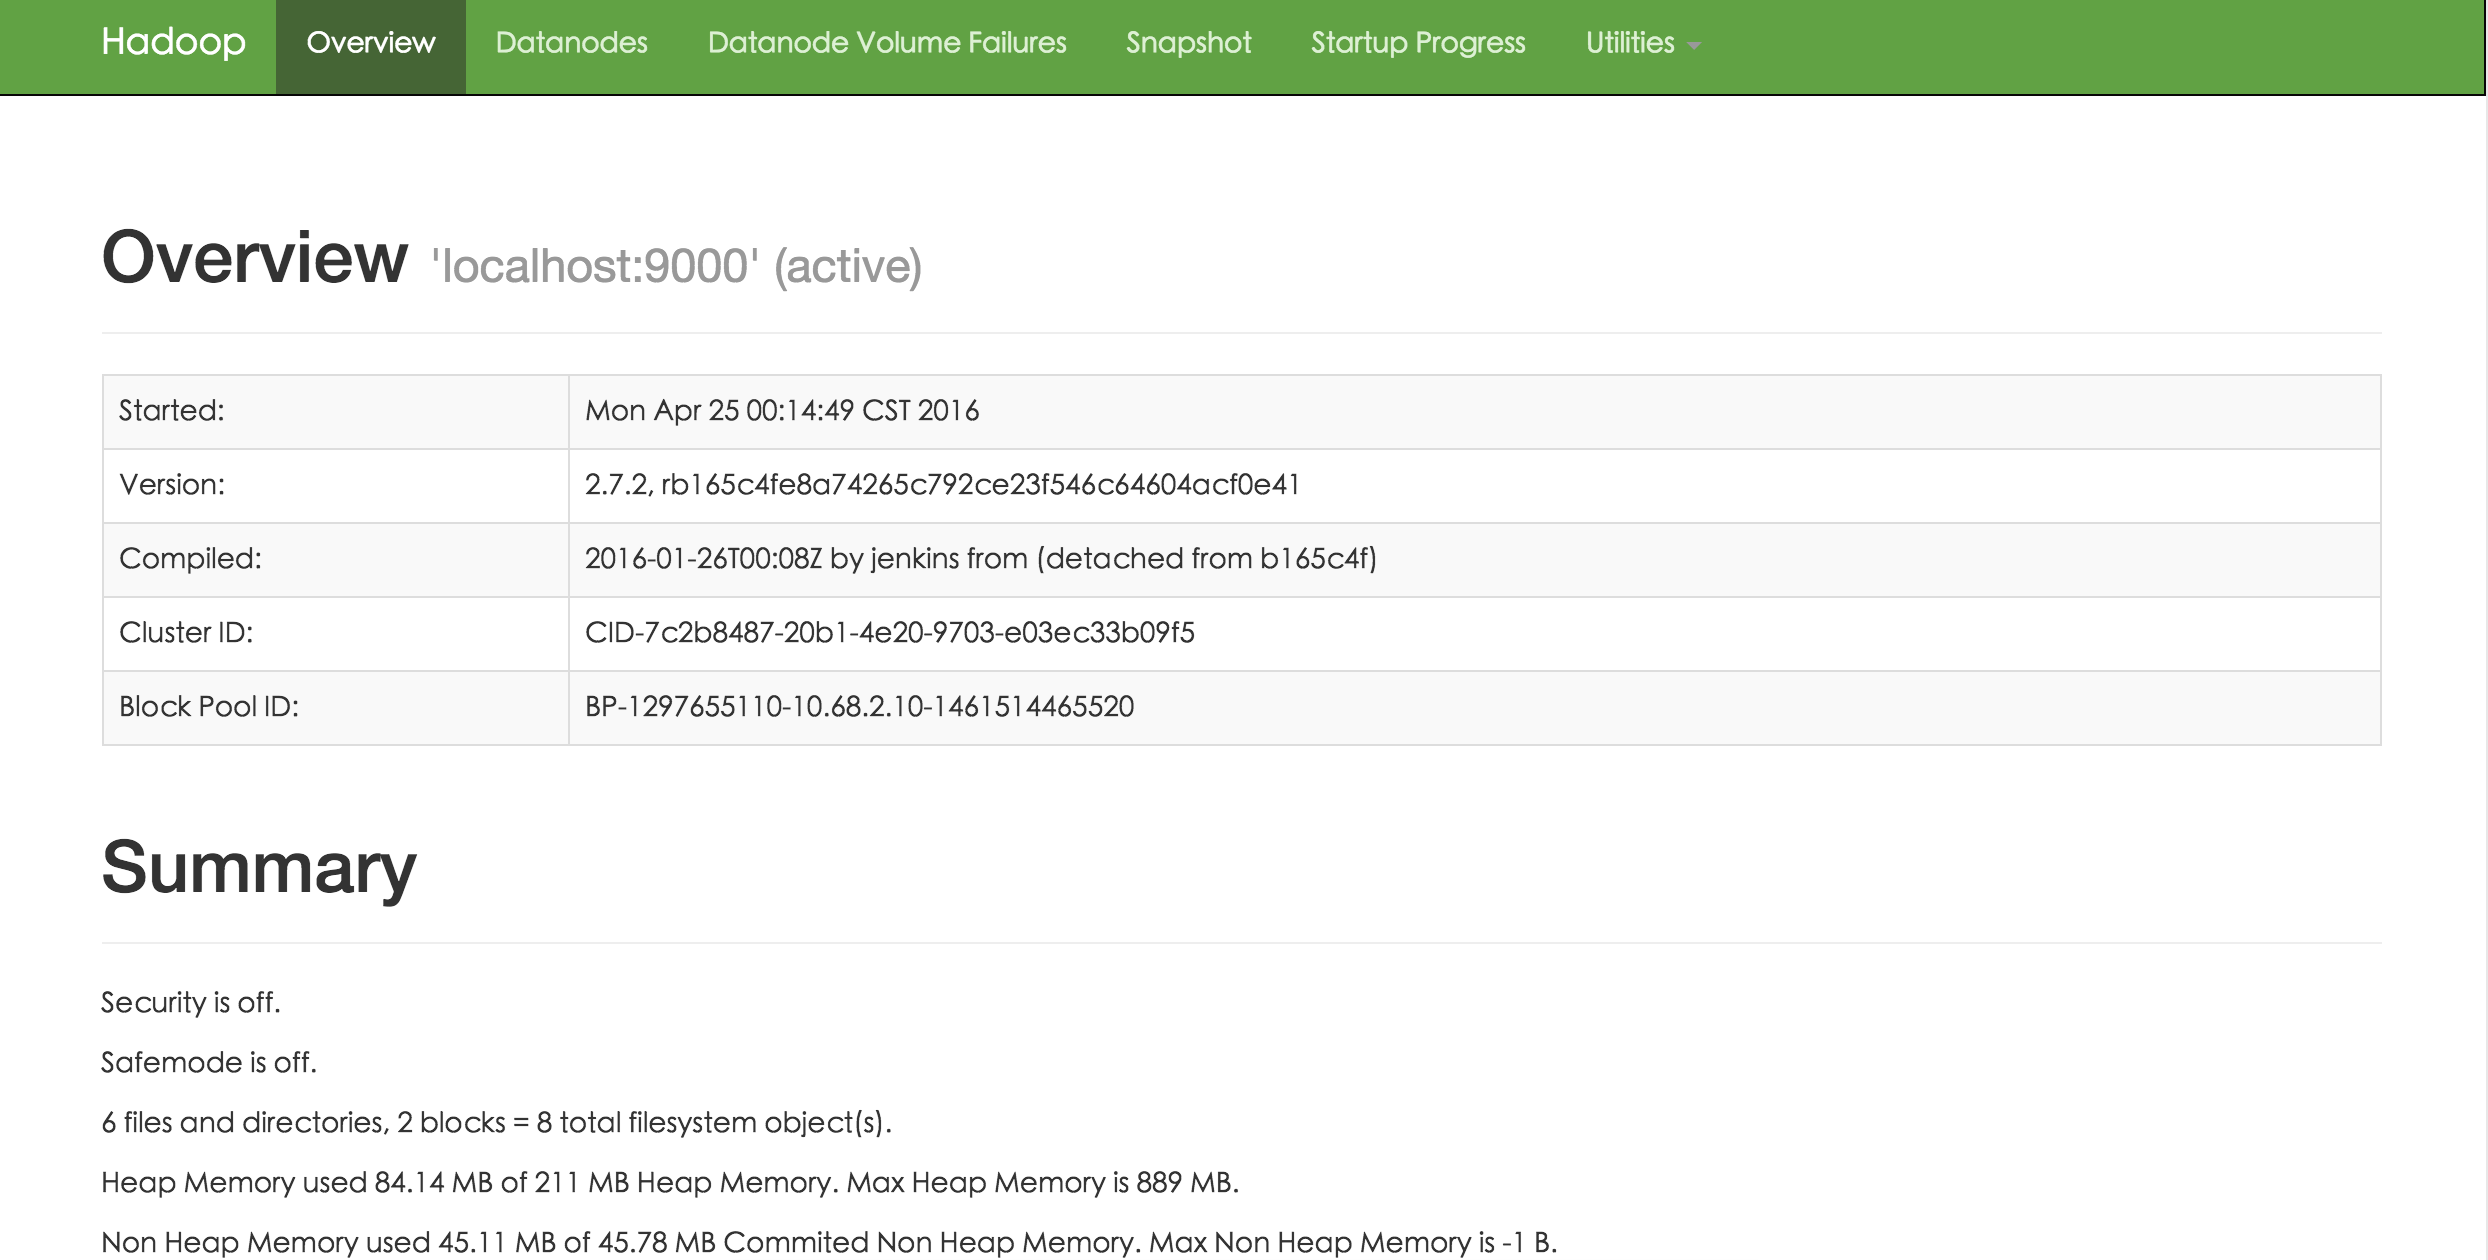 Hadoop Overview Datanodes Datanode Volume Failures Snapshot Startup Progress Utilities
Overview 'localhost:9000' (active)
Started: Mon Apr 25 00:14:49 CST 2016
Version: 2.7.2, rb165c4fe8a74265c792ce23f546c64604acf0e41
Compiled: 2016-01-26T00:08Z by jenkins from (detached from b165c4f)
Cluster ID: CID-7c2b8487-20b1-4e20-9703-e03ec33b09f5
Block Pool ID: BP-1297655110-10.68.2.10-1461514465520
Summary
Security is off.
Safemode is off.
6 files and directories, 2 blocks = 8 total filesystem object(s).
Heap Memory used 84.14 MB of 211 MB Heap Memory. Max Heap Memory is 889 MB.
Non Heap Memory used 45.11 MB of 45.78 MB Commited Non Heap Memory. Max Non Heap Memory is -1 B.